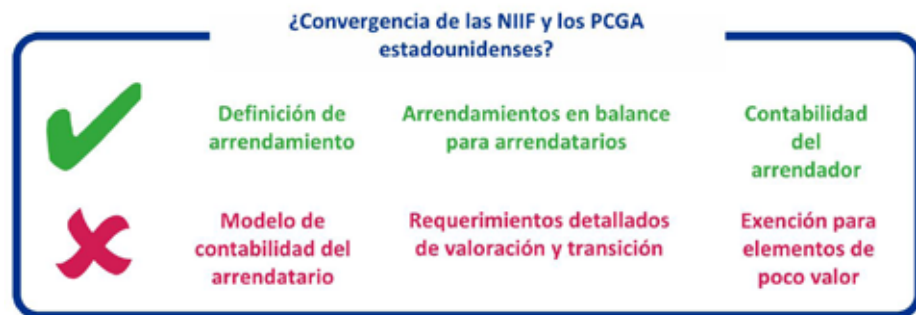 ¿Convergencia de las NIIF y los PCGA
estadounidenses?
Definición de
arrendamiento
Arrendamientos en balance
para arrendatarios
Contabilidad
del
arrendador
Modelo de
contabilidad del
arrendatario
Requerimientos detallados
de valoración y transición
Exención para
elementos de
poco valor